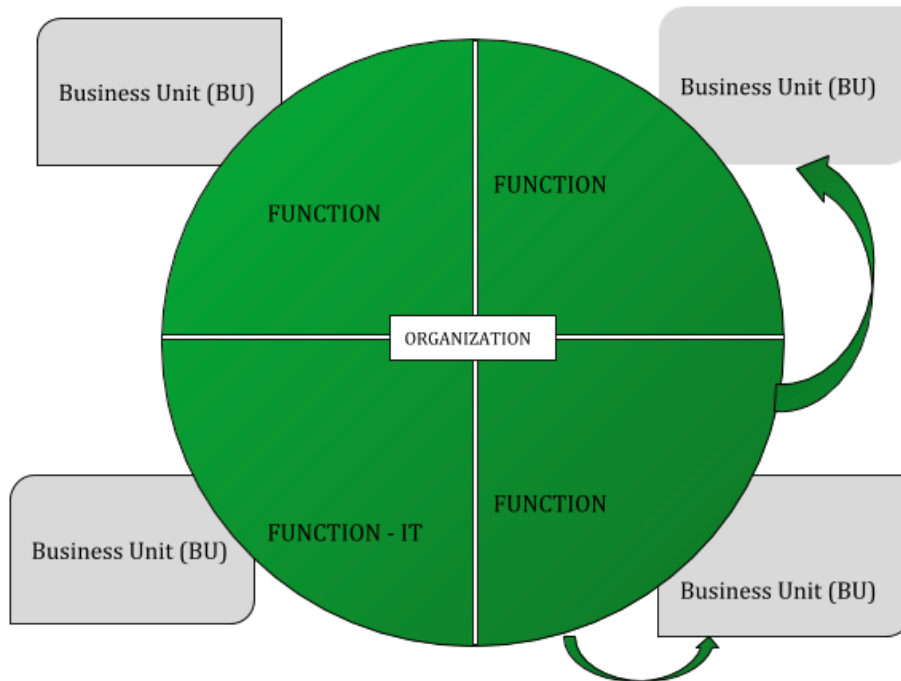 Business Unit (BU)
Business Unit (BU)
FUNCTION
FUNCTION
ORGANIZATION
FUNCTION
FUNCTION - IT
Business Unit (BU)
Business Unit (BU)